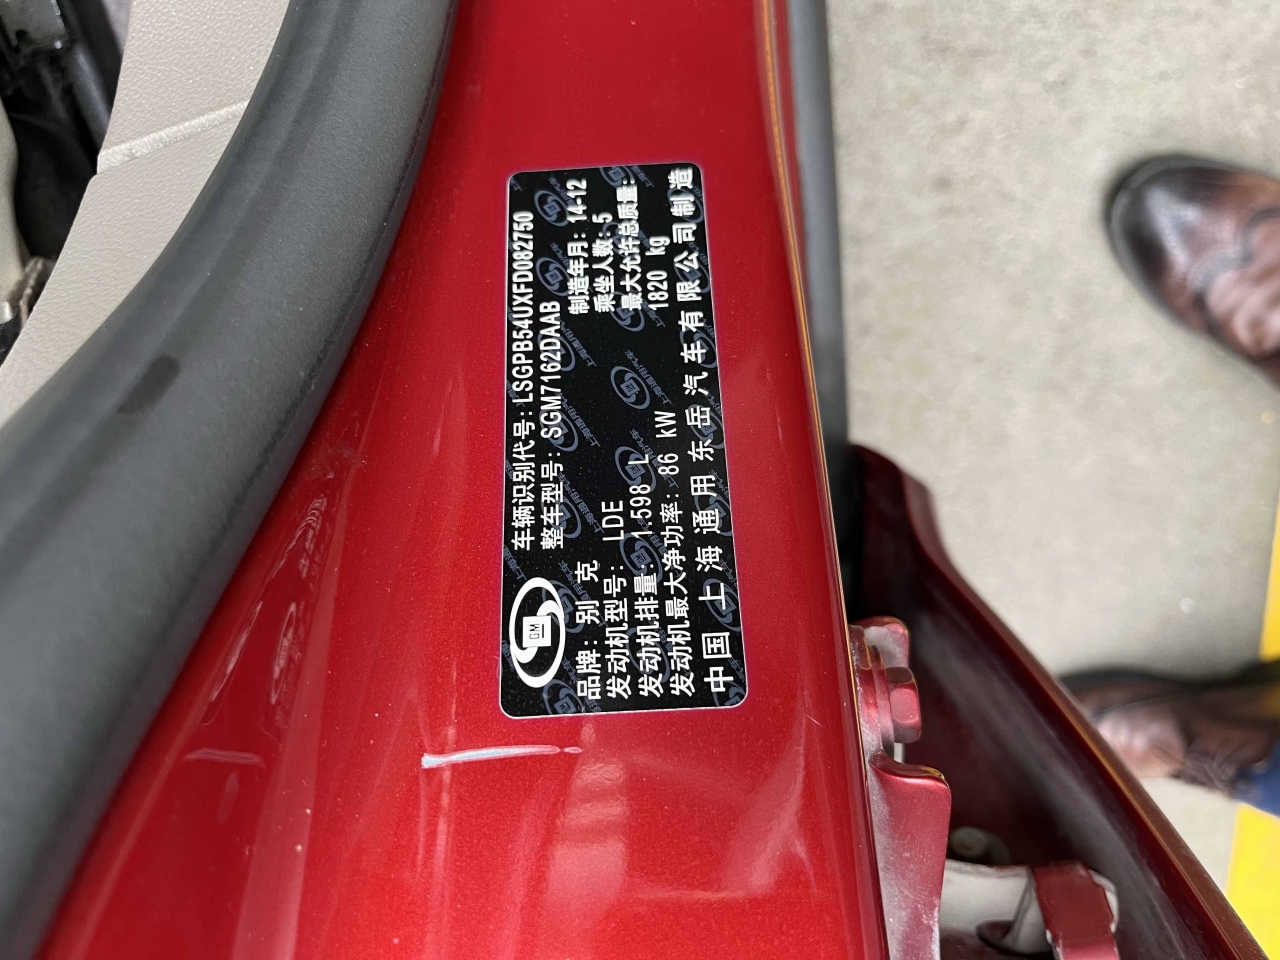 车辆识别代号: LSGPB54UXFD082750
整车型号: SGM7162DAAB
GM
品牌: 别 克 制造年月: 14-12
发动机型号: LDE 乘坐人数: 5
发动机排量: 1.598 L 最大允许总质量:
发动机最大净功率: 86 kW 1820 kg
中国 上海通用东岳汽车有限公司制造